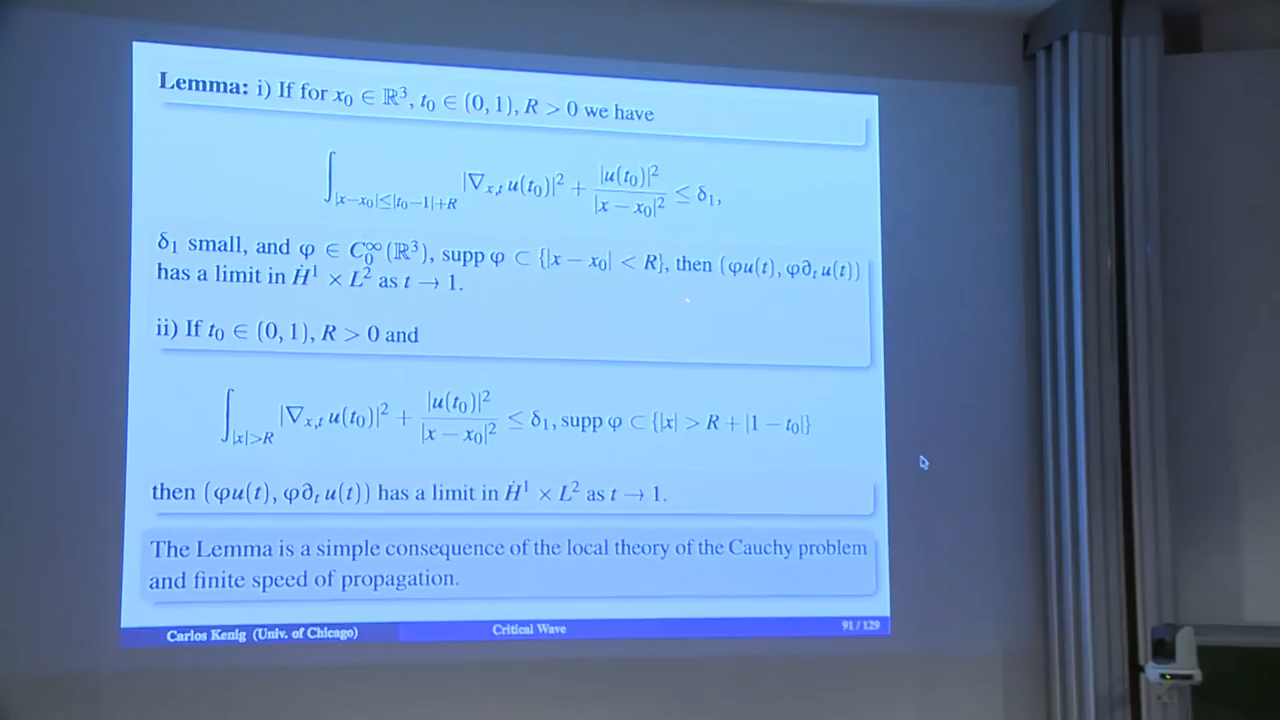 Lemma: i) If for x₀ ∈ ℝ³, t₀ ∈ (0, 1), R > 0 we have
∫_{|x−x₀|≤|t₀−1|+R} |∇_{x,t} u(t₀)|² + |u(t₀)|² / |x − x₀|² ≤ δ₁,
δ₁ small, and φ ∈ C₀^∞(ℝ³), supp φ ⊂ {|x − x₀| < R}, then (φu(t), φ∂ₜu(t))
has a limit in Ḣ¹ × L² as t → 1.
ii) If t₀ ∈ (0, 1), R > 0 and
∫_{|x|>R} |∇_{x,t} u(t₀)|² + |u(t₀)|² / |x − x₀|² ≤ δ₁, supp φ ⊂ {|x| > R + |1 − t₀|}
then (φu(t), φ∂ₜu(t)) has a limit in Ḣ¹ × L² as t → 1.
The Lemma is a simple consequence of the local theory of the Cauchy problem
and finite speed of propagation.
Carlos Kenig (Univ. of Chicago) Critical Wave 91 / 129